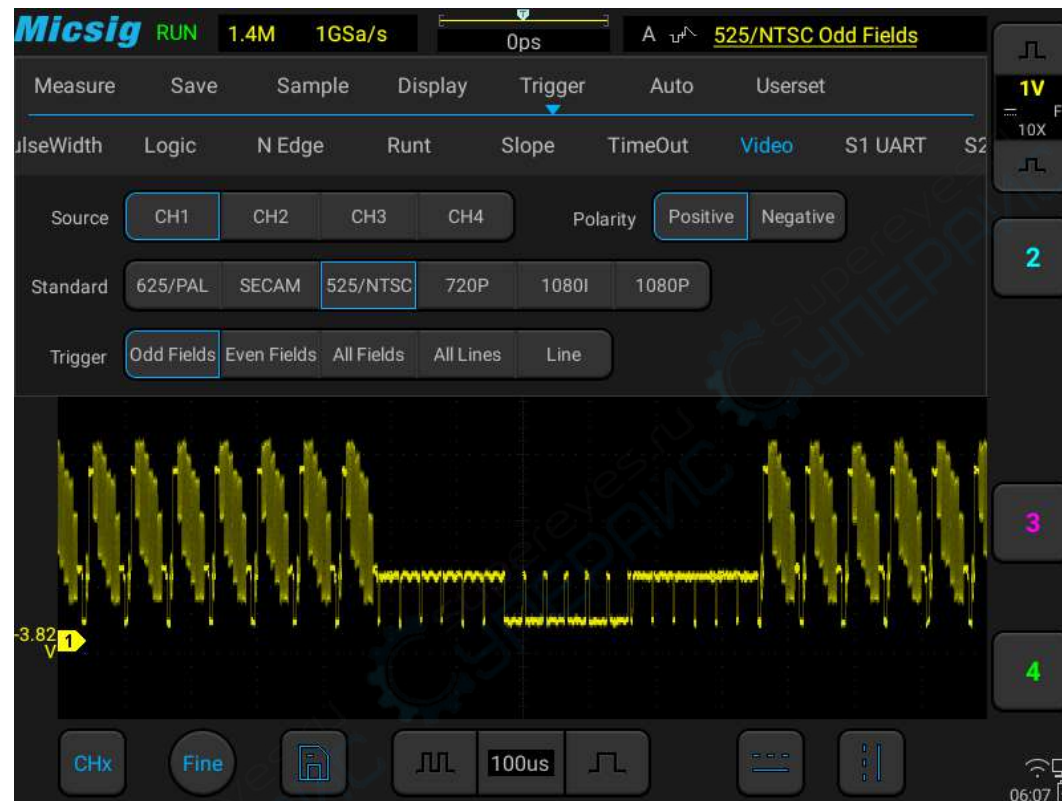 Micsig RUN 1.4M 1GSa/s T 0ps A 525/NTSC Odd Fields
Measure Save Sample Display Trigger Auto Userset
ulseWidth Logic N Edge Runt Slope TimeOut Video S1 UART S2
1V
F
10X
Source CH1 CH2 CH3 CH4 Polarity Positive Negative
2
Standard 625/PAL SECAM 525/NTSC 720P 1080I 1080P
Trigger Odd Fields Even Fields All Fields All Lines Line
3
-3.82
V 1
4
CHx Fine 100us
06:07
supereyes.ru
СУПЕРАЙС